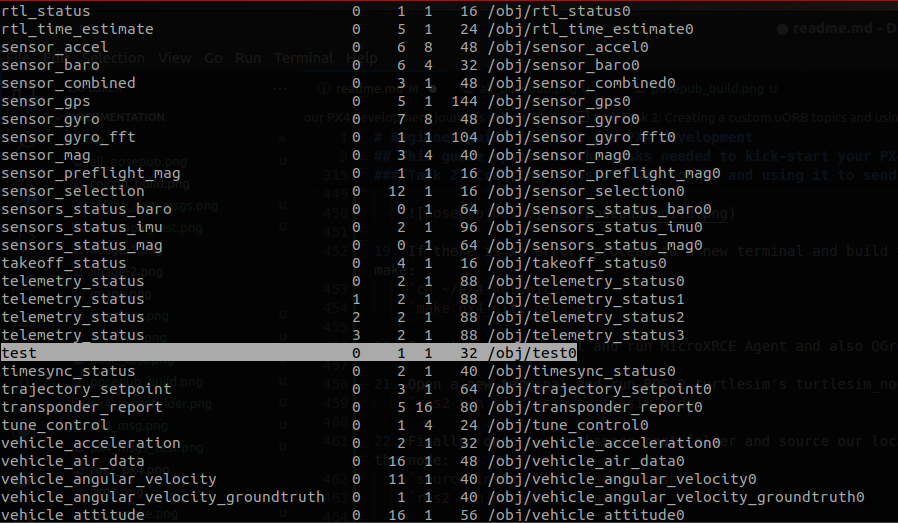 rtl_status 0 1 1 16 /obj/rtl_status0
rtl_time_estimate 0 5 1 24 /obj/rtl_time_estimate0
sensor_accel 0 6 8 48 /obj/sensor_accel0
sensor_baro 0 6 4 32 /obj/sensor_baro0
sensor_combined 0 3 1 48 /obj/sensor_combined0
sensor_gps 0 5 1 144 /obj/sensor_gps0
sensor_gyro 0 8 48 /obj/sensor_gyro0
sensor_gyro_fft 0 1 104 /obj/sensor_gyro_fft0
sensor_mag 0 3 4 40 /obj/sensor_mag0
sensor_preflight_mag 0 1 1 16 /obj/sensor_preflight_mag0
sensor_selection 0 12 1 16 /obj/sensor_selection0
sensors_status_baro 0 0 1 64 /obj/sensors_status_baro0
sensors_status_imu 0 2 1 96 /obj/sensors_status_imu0
sensors_status_mag 0 0 1 64 /obj/sensors_status_mag0
takeoff_status 0 4 1 16 /obj/takeoff_status0
telemetry_status 0 2 1 88 /obj/telemetry_status0
telemetry_status 1 2 1 88 /obj/telemetry_status1
telemetry_status 2 2 1 88 /obj/telemetry_status2
telemetry_status 3 2 1 88 /obj/telemetry_status3
test 0 1 1 32 /obj/test0
timesync_status 0 2 1 40 /obj/timesync_status0
trajectory_setpoint 0 3 1 64 /obj/trajectory_setpoint0
transponder_report 0 5 16 80 /obj/transponder_report0
tune_control 0 1 4 24 /obj/tune_control0
vehicle_acceleration 0 2 1 32 /obj/vehicle_acceleration0
vehicle_air_data 0 16 1 48 /obj/vehicle_air_data0
vehicle_angular_velocity 0 11 1 40 /obj/vehicle_angular_velocity0
vehicle_angular_velocity_groundtruth 0 1 1 40 /obj/vehicle_angular_velocity_groundtruth0
vehicle_attitude 0 16 1 56 /obj/vehicle_attitude0